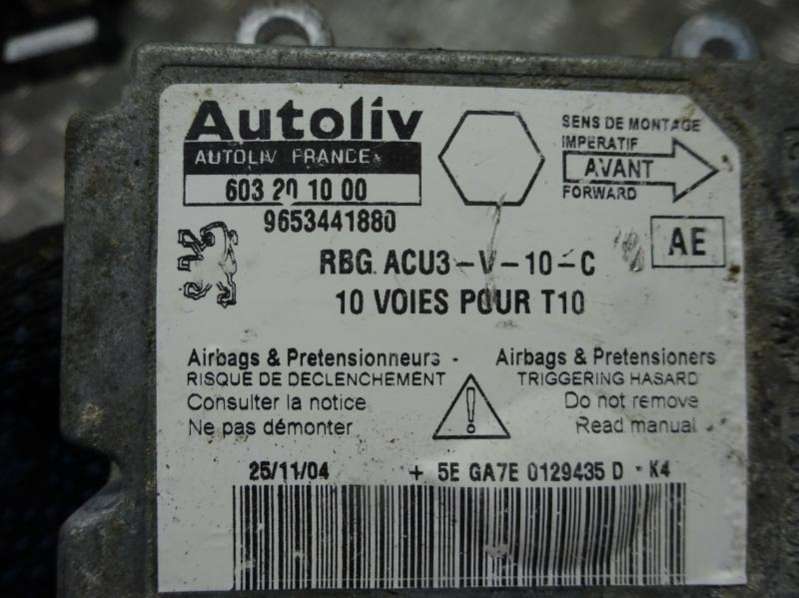 Autoliv
AUTOLIV FRANCE
603 20 10 00
9653441880
SENS DE MONTAGE
IMPERATIF
AVANT
FORWARD
AE
RBG. ACU3-V-10-C
10 VOIES POUR T10
Airbags & Pretensionneurs -
RISQUE DE DECLENCHEMENT
Consulter la notice
Ne pas démonter
Airbags & Pretensioners
TRIGGERING HASARD
Do not remove
Read manual
25/11/04 + 5E GA7E 0129435 D - K4